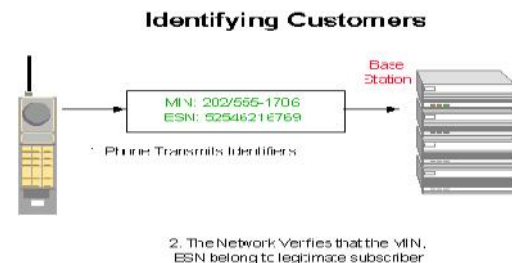 Identifying Customers
Base
Station
MIN: 202/555-1706
ESN: 52546216769
Phone Transmits Identifiers
2. The Network Verfies that the MIN,
ESN belong to legitimate subscriber